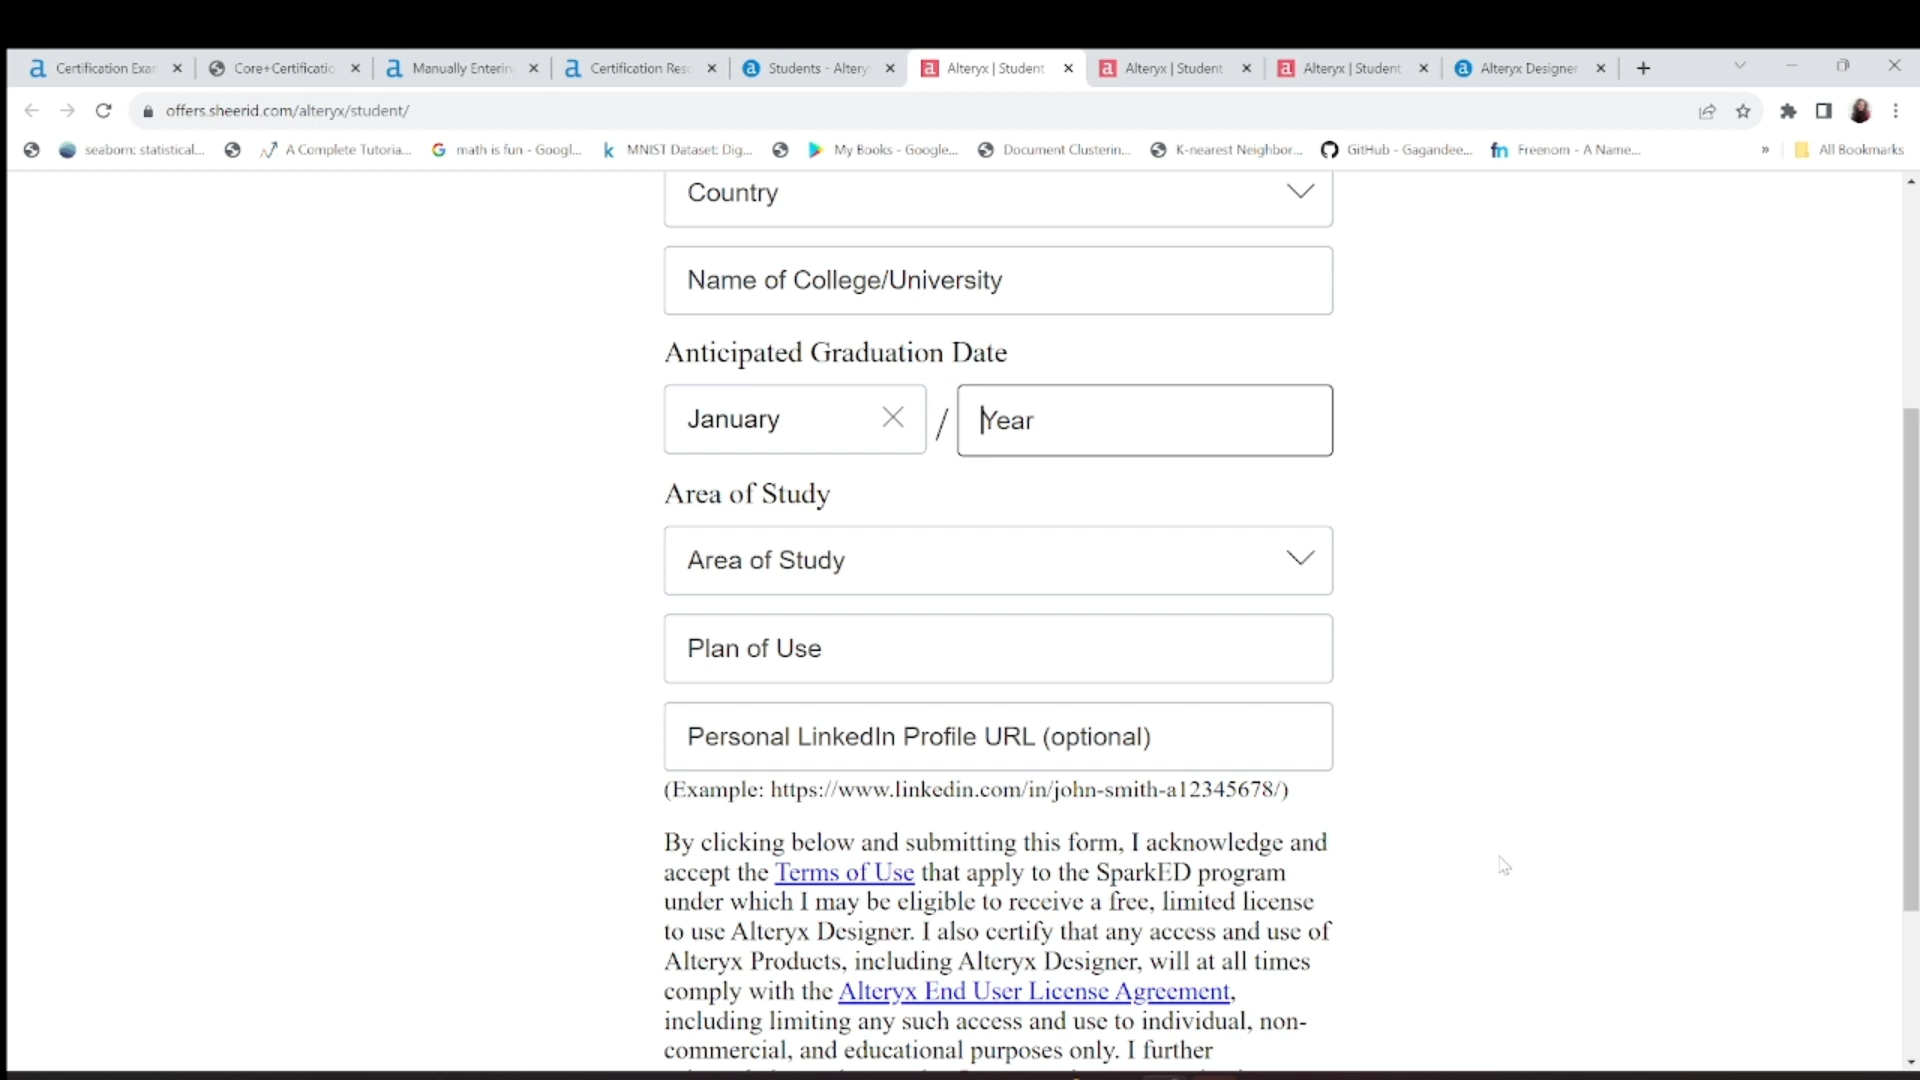 Certification Exar
Core+Certificatio
Manually Enterin
Certification Reso
Students - Altery
Alteryx | Student
Alteryx | Student
Alteryx | Student
Alteryx Designer
offers.sheerid.com/alteryx/student/
seaborn: statistical...
A Complete Tutoria...
math is fun - Googl...
MNIST Dataset: Dig...
My Books - Google...
Document Clusterin...
K-nearest Neighbor...
GitHub - Gagandee...
Freenom - A Name...
»
All Bookmarks
Country
Name of College/University
Anticipated Graduation Date
January / Year
Area of Study
Area of Study
Plan of Use
Personal LinkedIn Profile URL (optional)
(Example: https://www.linkedin.com/in/john-smith-a12345678/)
By clicking below and submitting this form, I acknowledge and
accept the Terms of Use that apply to the SparkED program
under which I may be eligible to receive a free, limited license
to use Alteryx Designer. I also certify that any access and use of
Alteryx Products, including Alteryx Designer, will at all times
comply with the Alteryx End User License Agreement,
including limiting any such access and use to individual, non-
commercial, and educational purposes only. I further